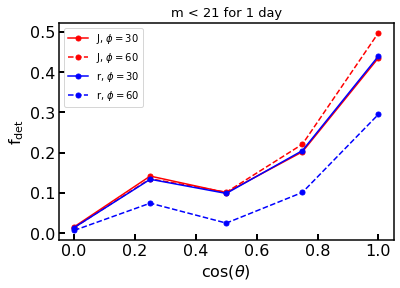 m < 21 for 1 day
f_det
0.5
0.4
0.3
0.2
0.1
0.0
J, ϕ = 30
J, ϕ = 60
r, ϕ = 30
r, ϕ = 60
0.0 0.2 0.4 0.6 0.8 1.0
cos(θ)